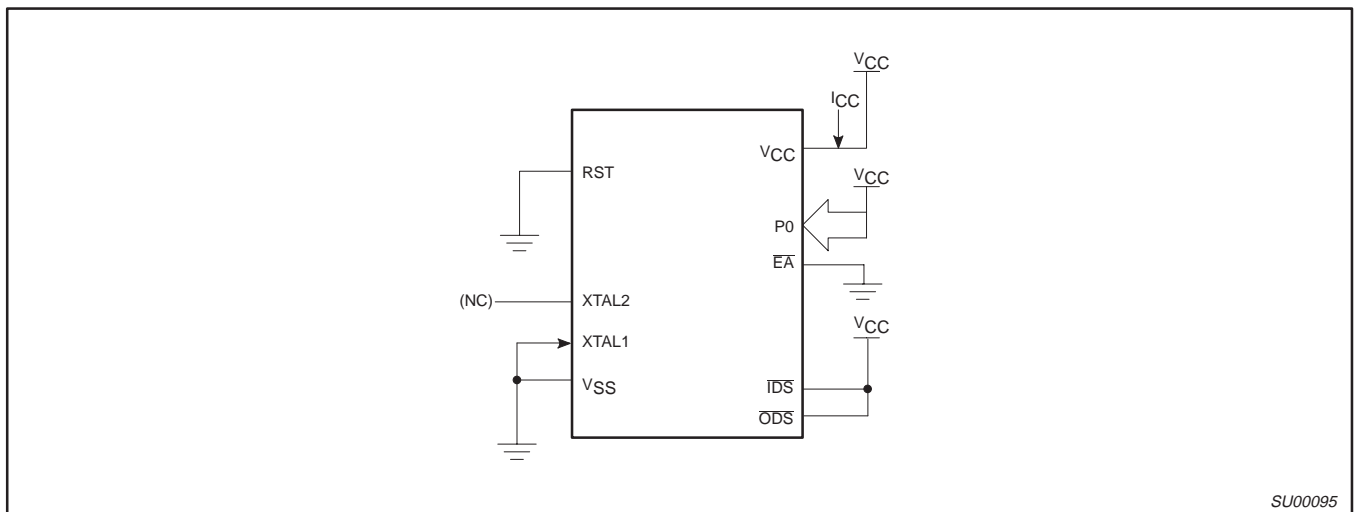 VCC
ICC
VCC
RST
VCC
P0
EA
(NC)
XTAL2
VCC
XTAL1
VSS
IDS
ODS
SU00095